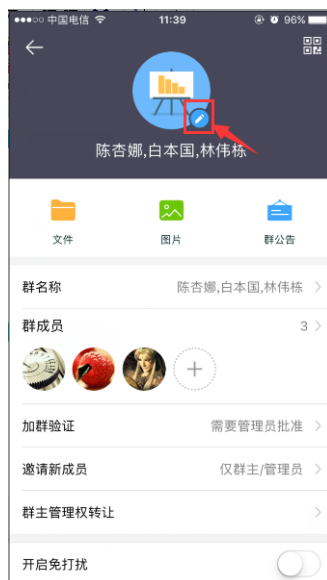 中国电信 11:39 96%
陈杏娜,白本国,林伟栋
文件 图片 群公告
群名称 陈杏娜,白本国,林伟栋
群成员 3
加群验证 需要管理员批准
邀请新成员 仅群主/管理员
群主管理权转让
开启免打扰